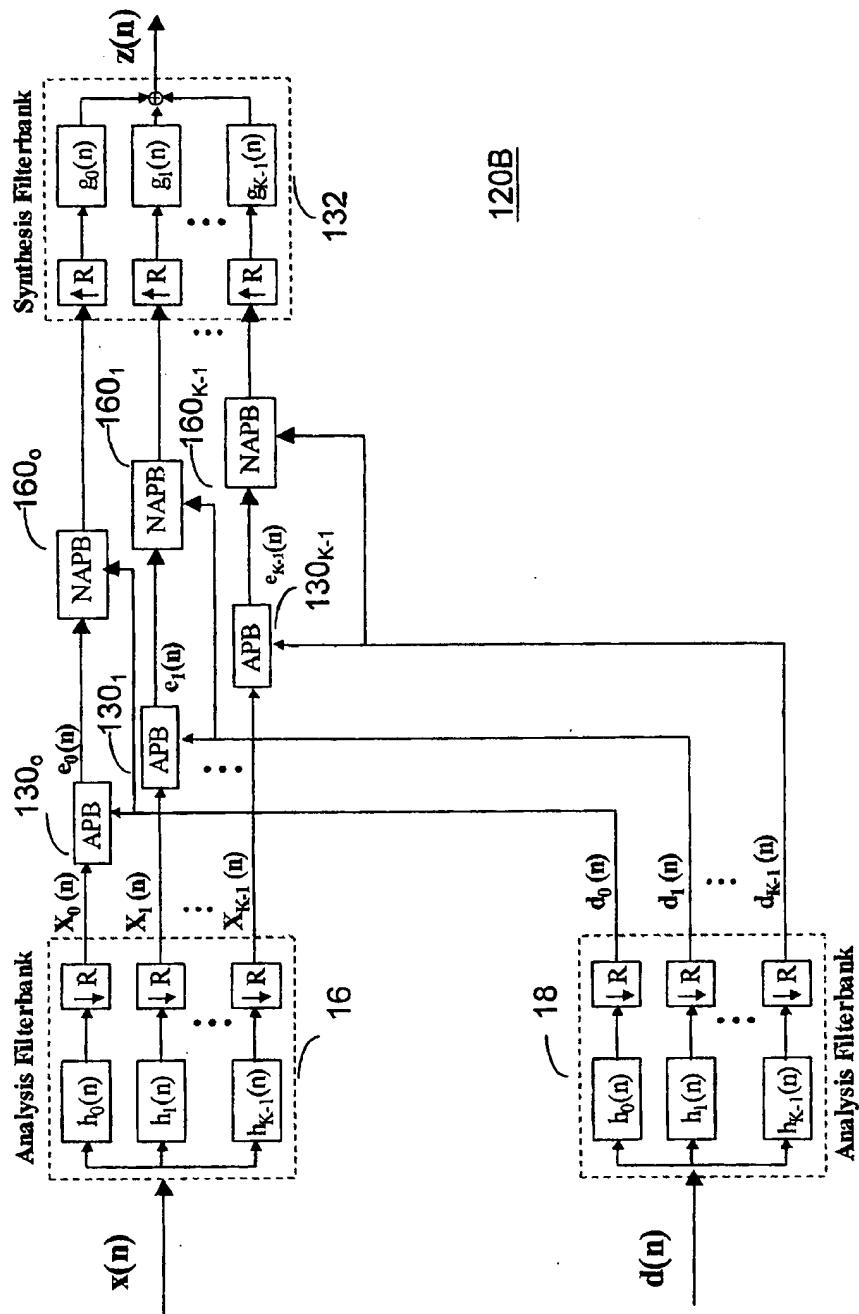 Analysis Filterbank
x(n)
h₀(n)
↓R
X₀(n)
h₁(n)
↓R
X₁(n)
...
...
hK-1(n)
↓R
XK-1(n)
16
130₀
APB
e₀(n)
130₁
APB
e₁(n)
...
APB
130K-1
eK-1(n)
160₀
NAPB
160₁
NAPB
160K-1
NAPB
...
Synthesis Filterbank
↑R
g₀(n)
↑R
g₁(n)
...
↑R
gK-1(n)
+
z(n)
132
120B
18
d(n)
h₀(n)
↓R
d₀(n)
h₁(n)
↓R
d₁(n)
...
...
hK-1(n)
↓R
dK-1(n)
Analysis Filterbank